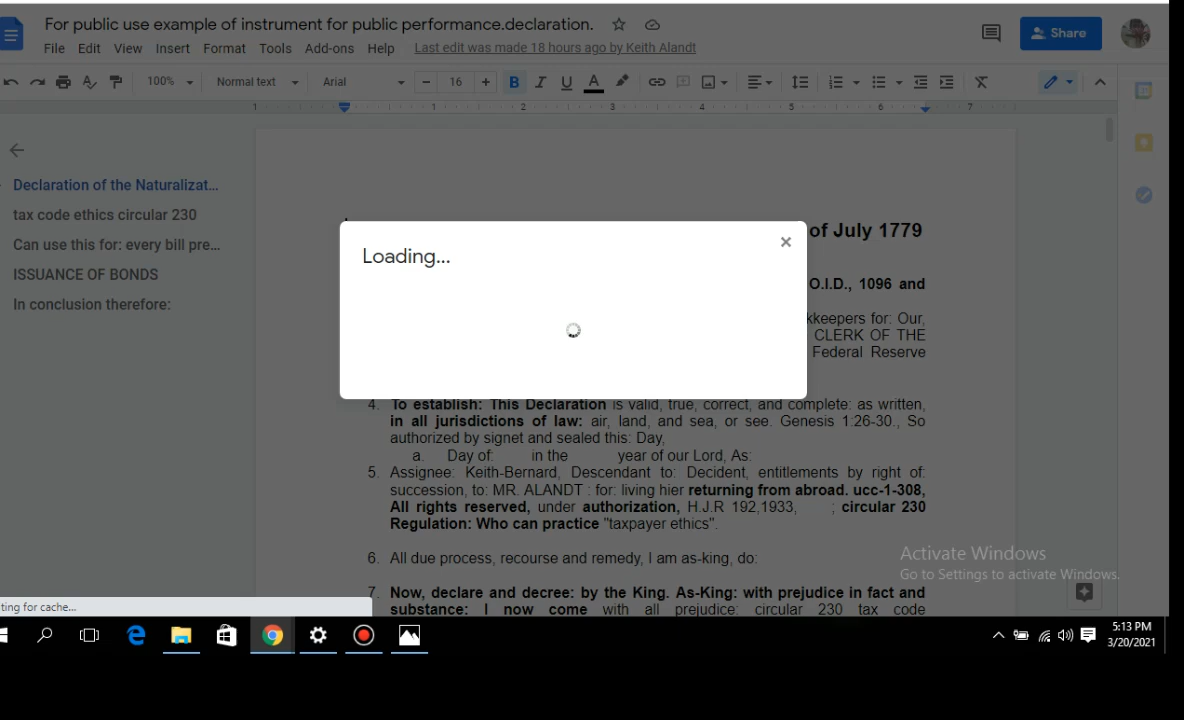 For public use example of instrument for public performance.declaration.
File Edit View Insert Format Tools Add-ons Help Last edit was made 18 hours ago by Keith Alandt
Share
100% Normal text Arial 16 B I U A
1 1 2 3 4 5 6 7
Declaration of the Naturalizat...
tax code ethics circular 230
Can use this for: every bill pre...
ISSUANCE OF BONDS
In conclusion therefore:
of July 1779
Loading...
O.I.D., 1096 and
kkeepers for: Our,
CLERK OF THE
Federal Reserve
4. To establish: This Declaration is valid, true, correct, and complete: as written,
in all jurisdictions of law: air, land, and sea, or see. Genesis 1:26-30., So
authorized by signet and sealed this: Day,
a. Day of: in the year of our Lord, As:
5. Assignee: Keith-Bernard, Descendant to: Decident, entitlements by right of:
succession, to: MR. ALANDT : for: living hier returning from abroad. ucc-1-308,
All rights reserved, under authorization, H.J.R 192,1933, ; circular 230
Regulation: Who can practice "taxpayer ethics".
6. All due process, recourse and remedy, I am as-king, do:
7. Now, declare and decree: by the King. As-King: with prejudice in fact and
substance: I now come with all prejudice: circular 230 tax code
Activate Windows
Go to Settings to activate Windows.
ting for cache...
5:13 PM
3/20/2021